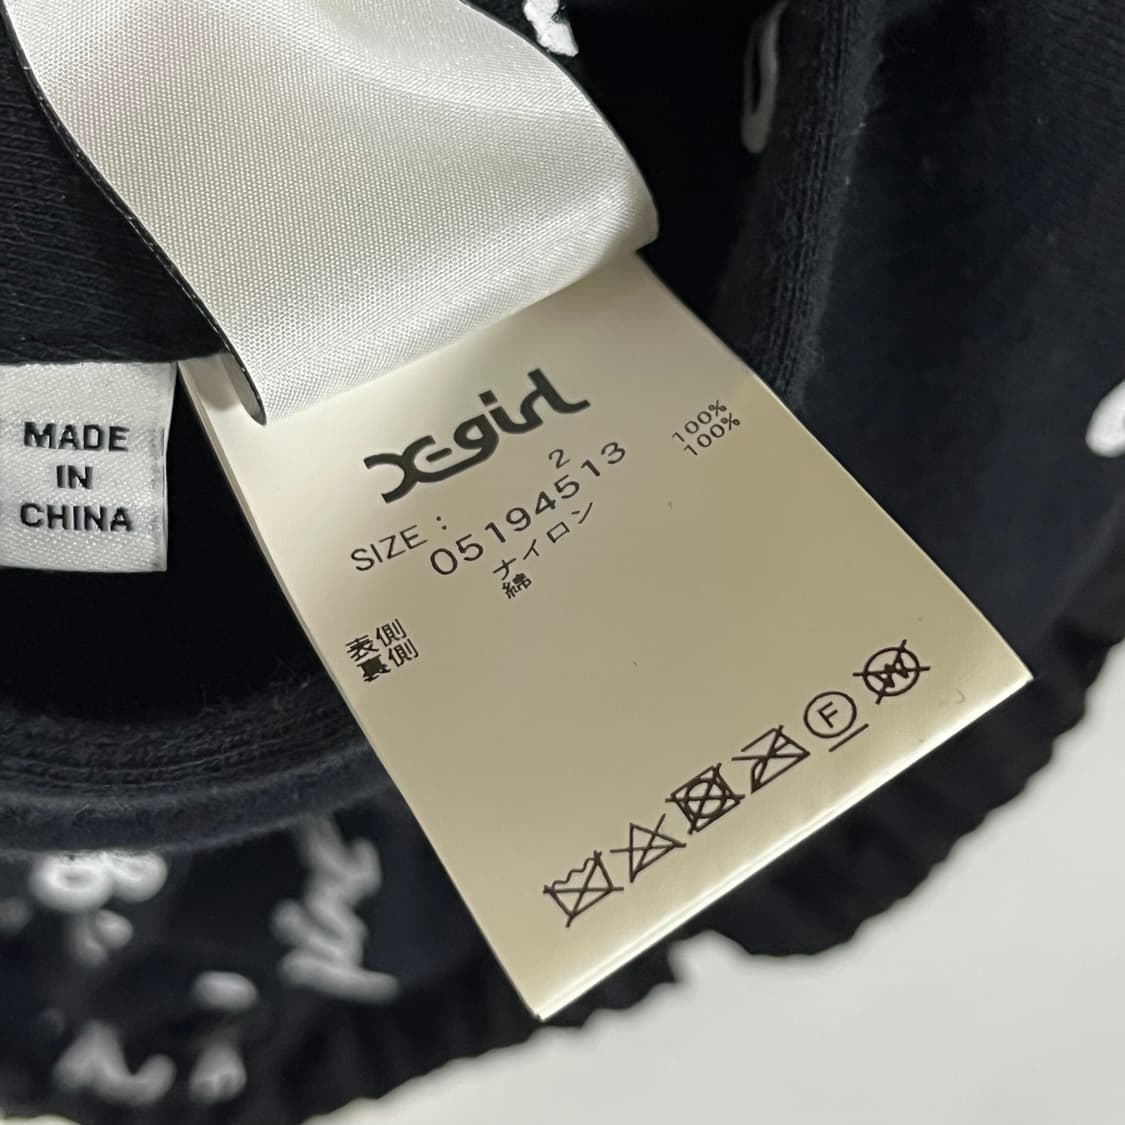 MADE
IN
CHINA
X-girl
SIZE : 2
05194513
表側 ナイロン 100%
裏側 綿 100%
F
W